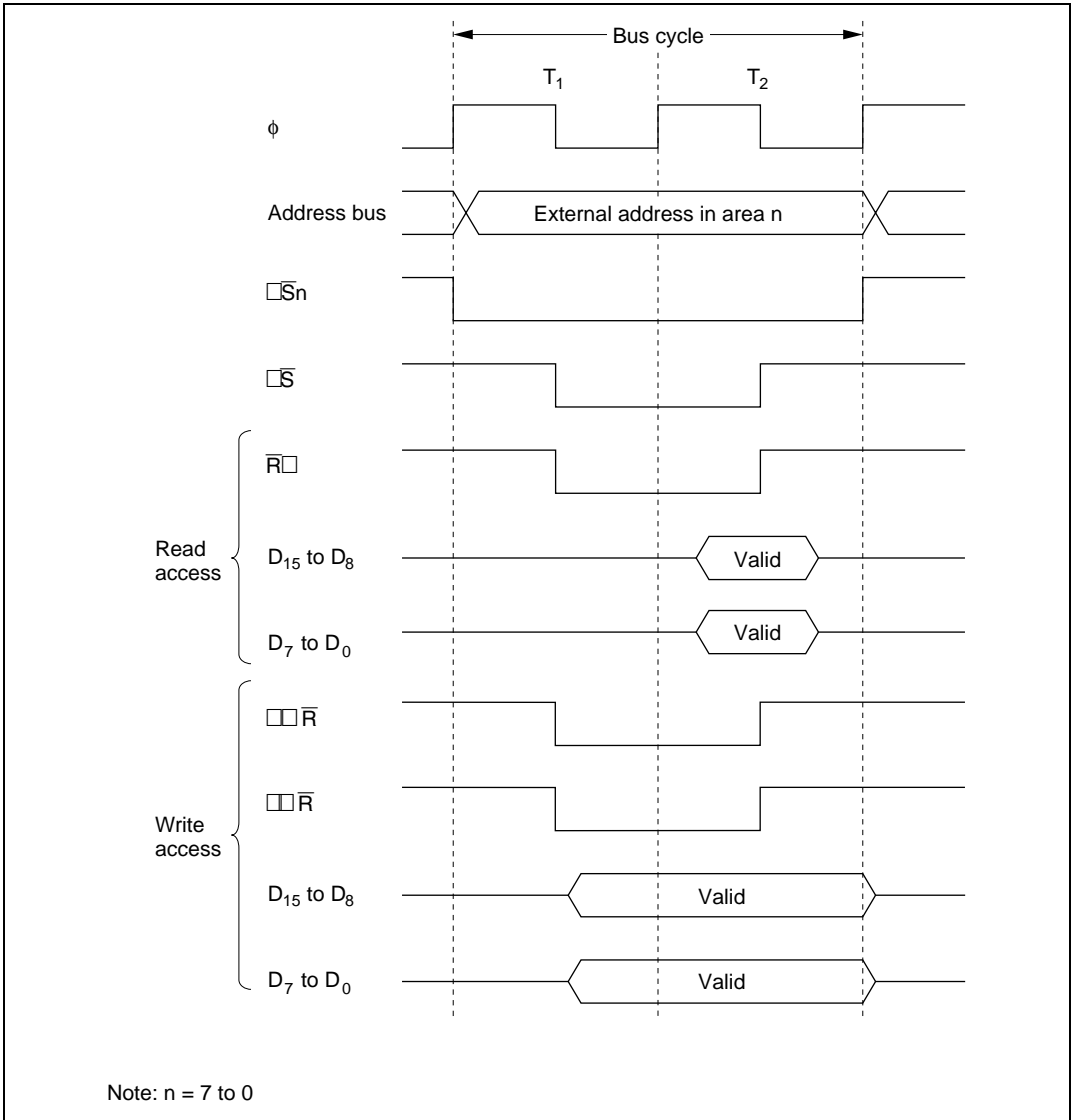 Bus cycle
T₁ T₂
ϕ
Address bus External address in area n
□S̅n
□S̅
R̅□
Read access
D₁₅ to D₈ Valid
D₇ to D₀ Valid
□□R̅
□□R̅
Write access
D₁₅ to D₈ Valid
D₇ to D₀ Valid
Note: n = 7 to 0